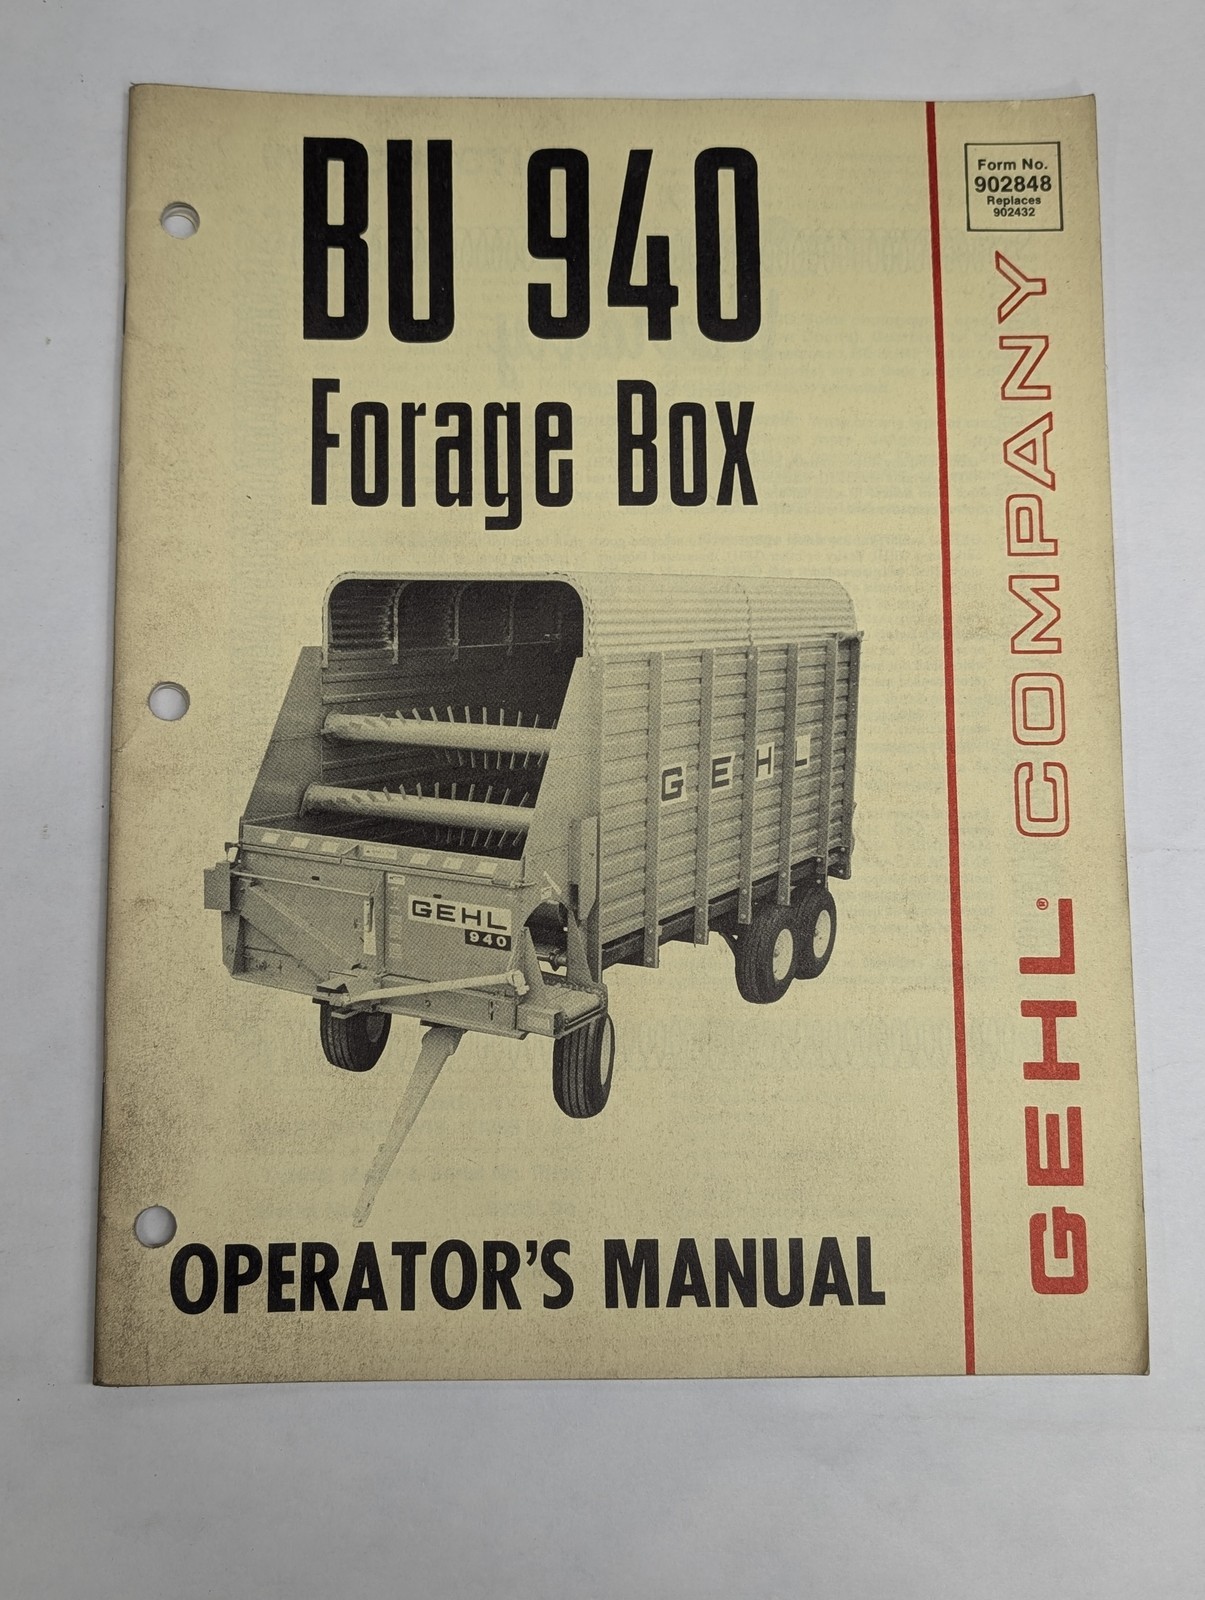 BU 940
Forage Box
Form No.
902848
Replaces
902432
GEHL® COMPANY
GEHL
GEHL
940
OPERATOR'S MANUAL